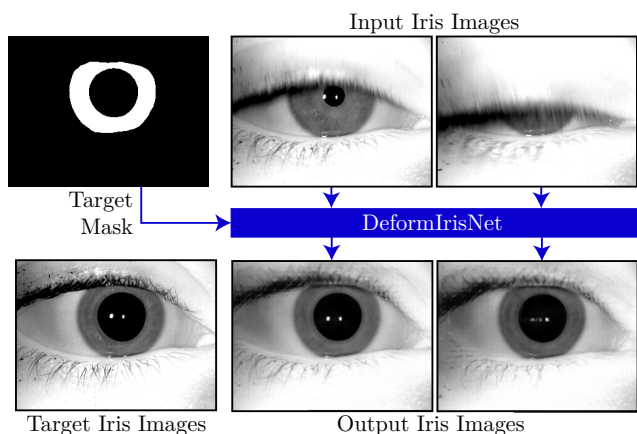 Input Iris Images
Target
Mask
DeformIrisNet
Target Iris Images
Output Iris Images